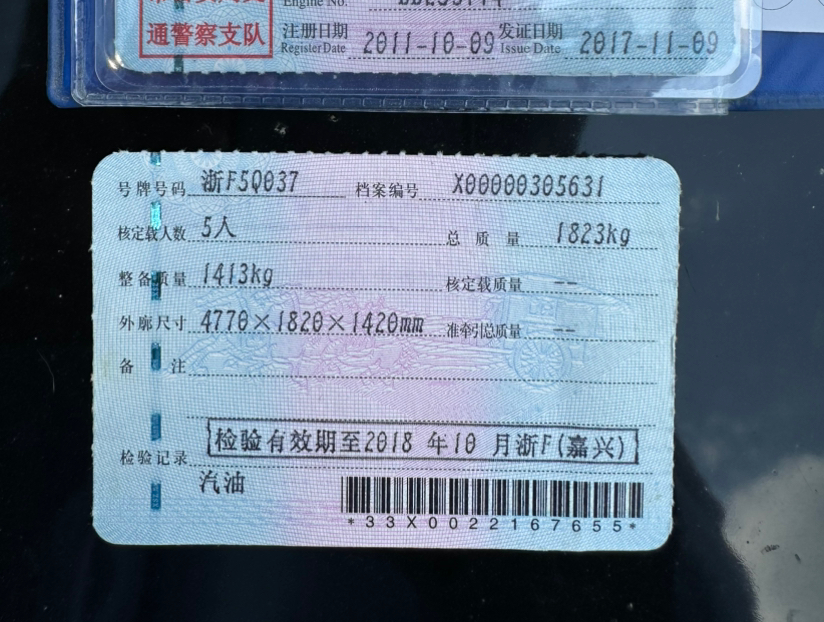 Engine No.
通警察支队
注册日期 2011-10-09 发证日期 2017-11-09
Register Date Issue Date
号牌号码 浙F5Q037 档案编号 X00000305631
核定载人数 5人 总质量 1823kg
整备质量 1413kg 核定载质量 --
外廓尺寸 4770×1820×1420mm 准牵引总质量 --
备注
检验有效期至2018 年10 月浙F(嘉兴)
检验记录
汽油
*33X0022167655*